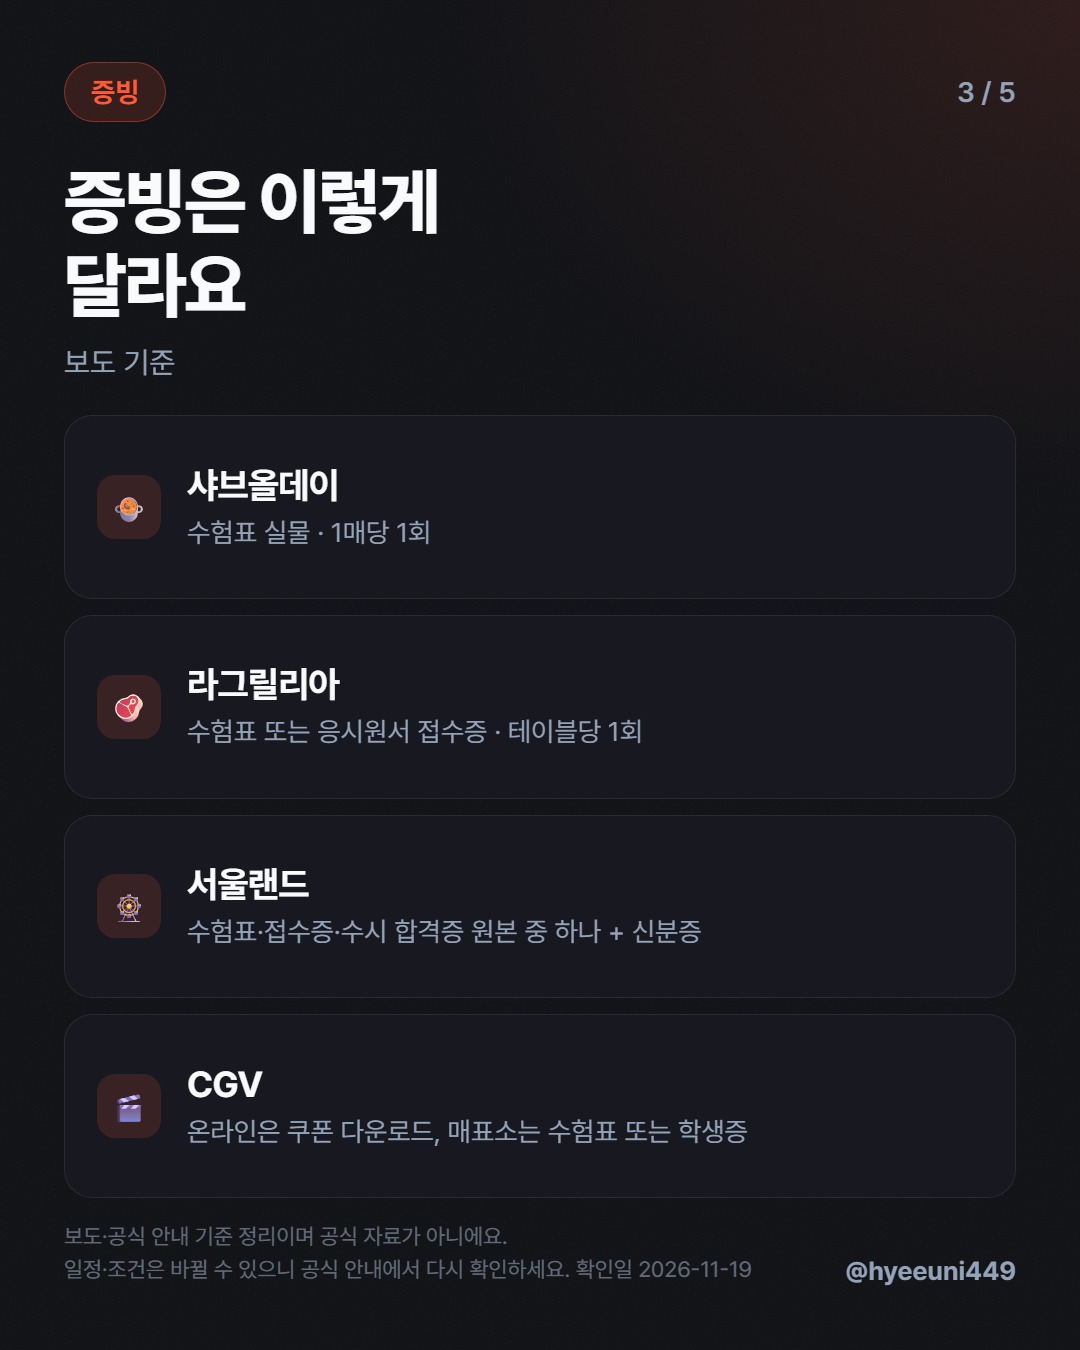 증빙
3 / 5
증빙은 이렇게
달라요
보도 기준
샤브올데이
수험표 실물 · 1매당 1회
라그릴리아
수험표 또는 응시원서 접수증 · 테이블당 1회
서울랜드
수험표·접수증·수시 합격증 원본 중 하나 + 신분증
CGV
온라인은 쿠폰 다운로드, 매표소는 수험표 또는 학생증
보도·공식 안내 기준 정리이며 공식 자료가 아니에요.
일정·조건은 바뀔 수 있으니 공식 안내에서 다시 확인하세요. 확인일 2026-11-19
@hyeeuni449